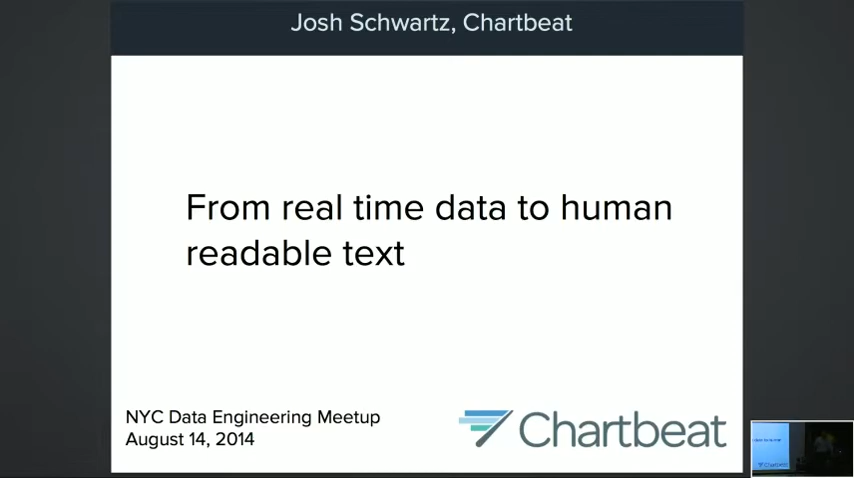 Josh Schwartz, Chartbeat
From real time data to human
readable text
NYC Data Engineering Meetup
August 14, 2014
Chartbeat